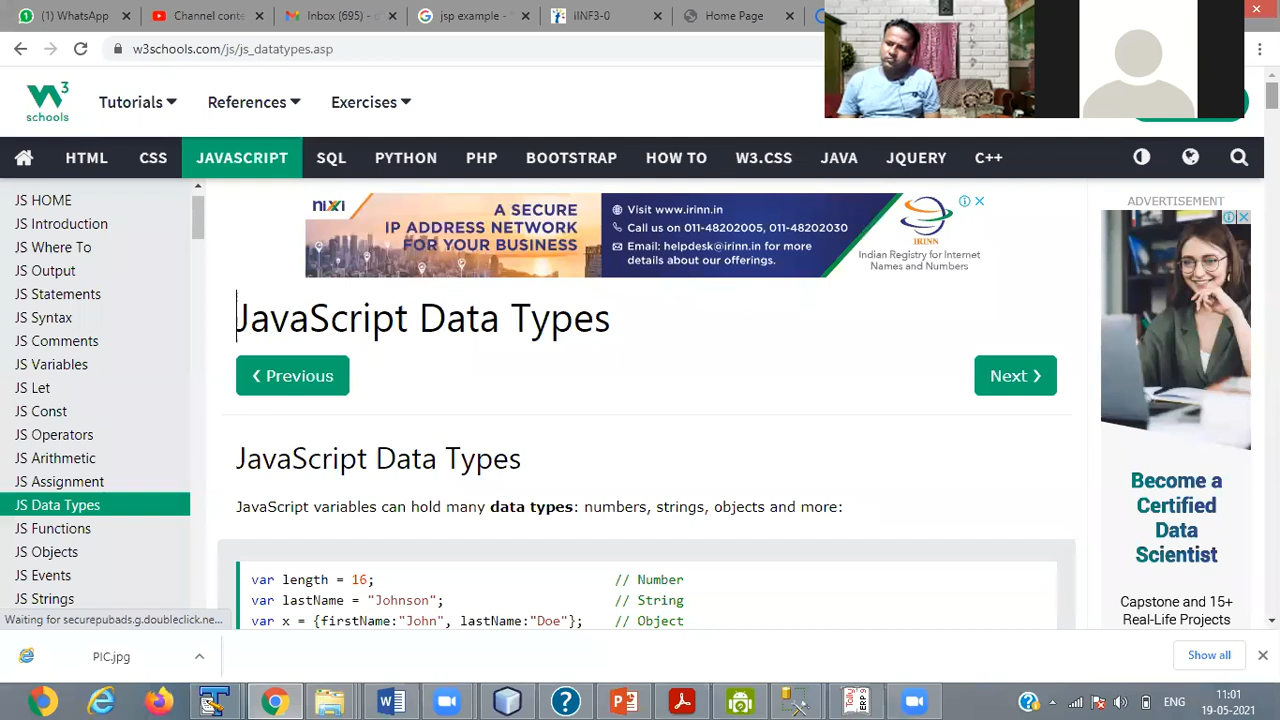 (1) WhatsApp
Channel cont
Inbox (695) - c
jsp example -
iINF3-0
Home Page
w3schools.com/js/js_datatypes.asp
W3 schools
Tutorials
References
Exercises
HTML CSS JAVASCRIPT SQL PYTHON PHP BOOTSTRAP HOW TO W3.CSS JAVA JQUERY C++
JS HOME
JS Introduction
JS Where To
JS Output
JS Statements
JS Syntax
JS Comments
JS Variables
JS Let
JS Const
JS Operators
JS Arithmetic
JS Assignment
JS Data Types
JS Functions
JS Objects
JS Events
JS Strings
nixi
A SECURE
IP ADDRESS NETWORK
FOR YOUR BUSINESS
Visit www.irinn.in
Call us on 011-48202005, 011-48202030
Email: helpdesk@irinn.in for more
details about our offerings.
IRINN
Indian Registry for Internet
Names and Numbers
JavaScript Data Types
❮ Previous
Next ❯
JavaScript Data Types
JavaScript variables can hold many data types: numbers, strings, objects and more:
var length = 16; // Number
var lastName = "Johnson"; // String
var x = {firstName:"John", lastName:"Doe"}; // Object
ADVERTISEMENT
Become a
Certified
Data
Scientist
Capstone and 15+
Real-Life Projects
Waiting for securepubads.g.doubleclick.ne...
PIC.jpg
Show all
ENG
11:01
19-05-2021